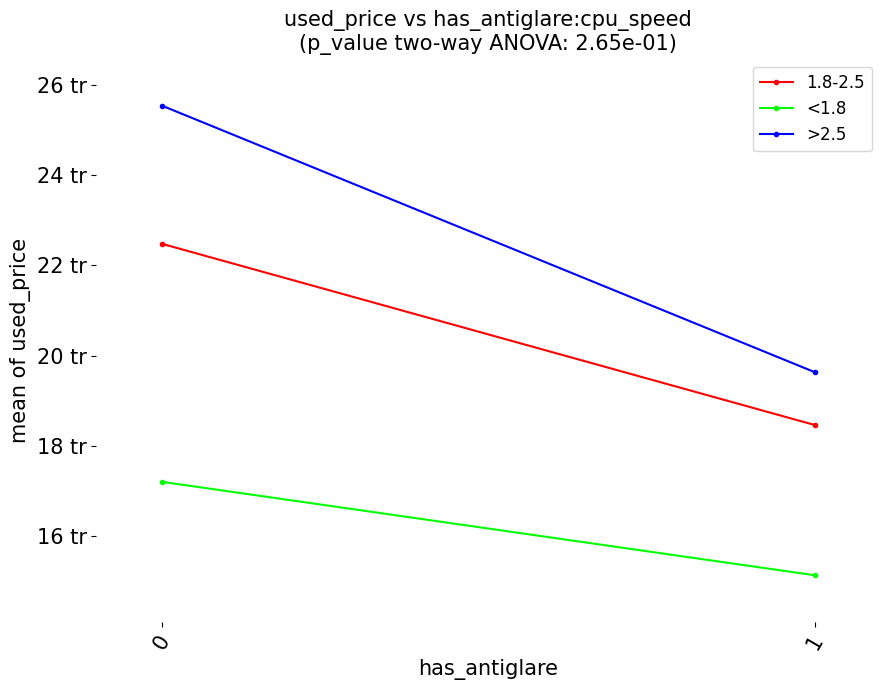 used_price vs has_antiglare:cpu_speed
(p_value two-way ANOVA: 2.65e-01)
1.8-2.5
<1.8
>2.5
mean of used_price
26 tr
24 tr
22 tr
20 tr
18 tr
16 tr
0
1
has_antiglare